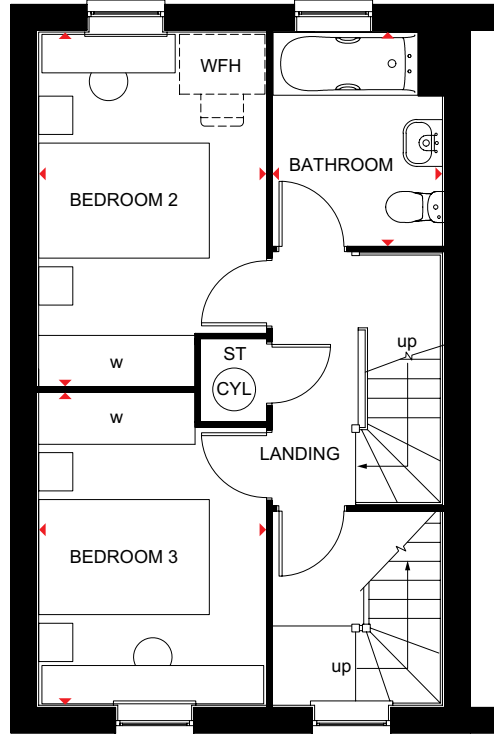 WFH
BATHROOM
BEDROOM 2
up
ST
w
CYL
w
LANDING
BEDROOM 3
up